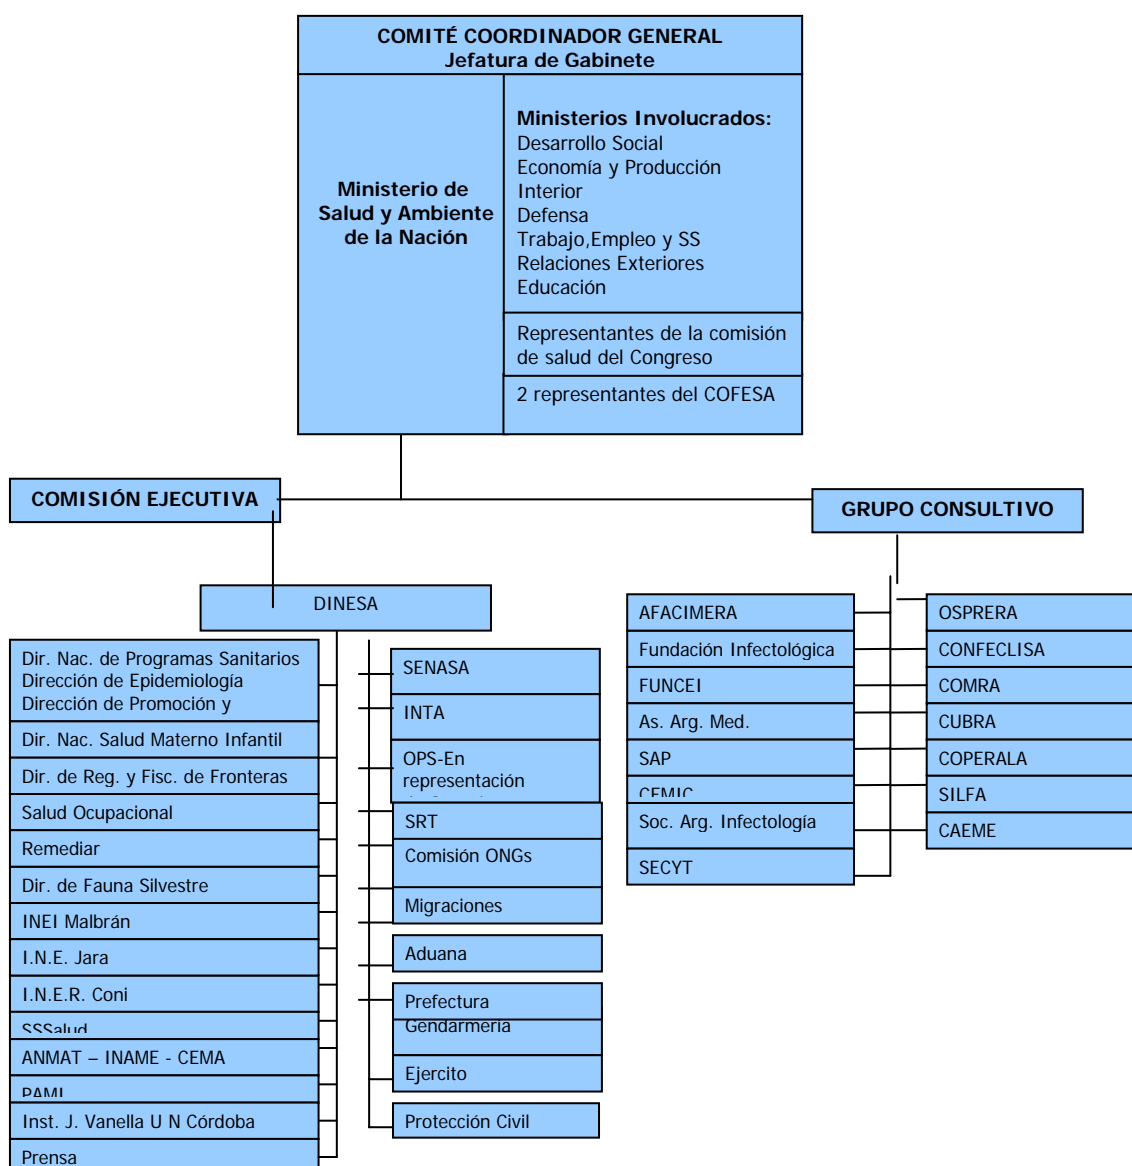 COMITÉ COORDINADOR GENERAL
Jefatura de Gabinete
Ministerio de
Salud y Ambiente
de la Nación
Ministerios Involucrados:
Desarrollo Social
Economía y Producción
Interior
Defensa
Trabajo,Empleo y SS
Relaciones Exteriores
Educación
Representantes de la comisión
de salud del Congreso
2 representantes del COFESA
COMISIÓN EJECUTIVA
GRUPO CONSULTIVO
DINESA
Dir. Nac. de Programas Sanitarios
Dirección de Epidemiología
Dirección de Promoción y
Dir. Nac. Salud Materno Infantil
Dir. de Reg. y Fisc. de Fronteras
Salud Ocupacional
Remediar
Dir. de Fauna Silvestre
INEI Malbrán
I.N.E. Jara
I.N.E.R. Coni
SSSalud
ANMAT – INAME - CEMA
PAMI
Inst. J. Vanella U N Córdoba
Prensa
SENASA
INTA
OPS-En
representación
SRT
Comisión ONGs
Migraciones
Aduana
Prefectura
Gendarmería
Ejercito
Protección Civil
AFACIMERA
Fundación Infectológica
FUNCEI
As. Arg. Med.
SAP
CEMIC
Soc. Arg. Infectología
SECYT
OSPRERA
CONFECLISA
COMRA
CUBRA
COPERALA
SILFA
CAEME